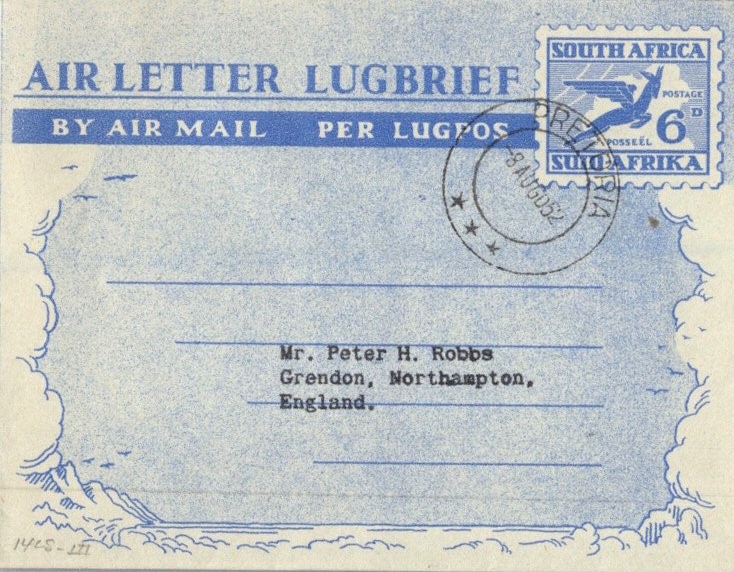 AIR LETTER LUGBRIEF
BY AIR MAIL PER LUGPOS
SOUTH AFRICA
POSTAGE
6D
POSSEËL
SUID-AFRIKA
PRETORIA
-8AUG052
Mr. Peter H. Robbs
Grendon, Northampton,
England.